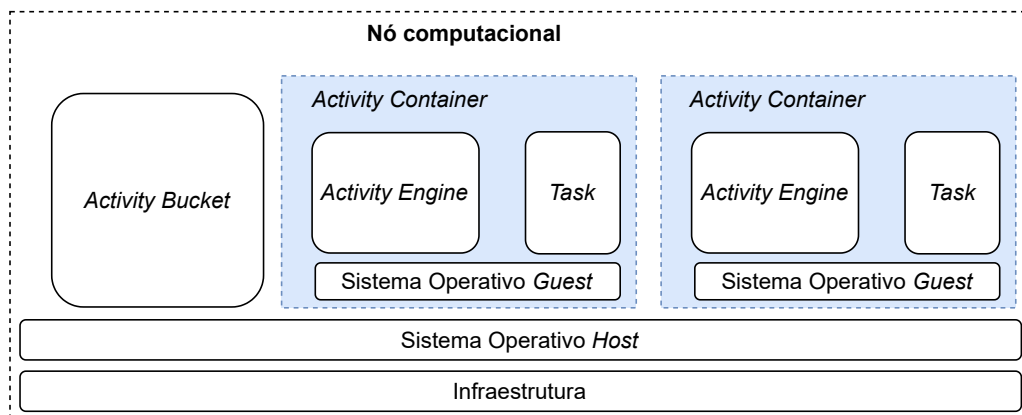 Nó computacional
Activity Container
Activity Container
Activity Bucket
Activity Engine
Task
Activity Engine
Task
Sistema Operativo Guest
Sistema Operativo Guest
Sistema Operativo Host
Infraestrutura